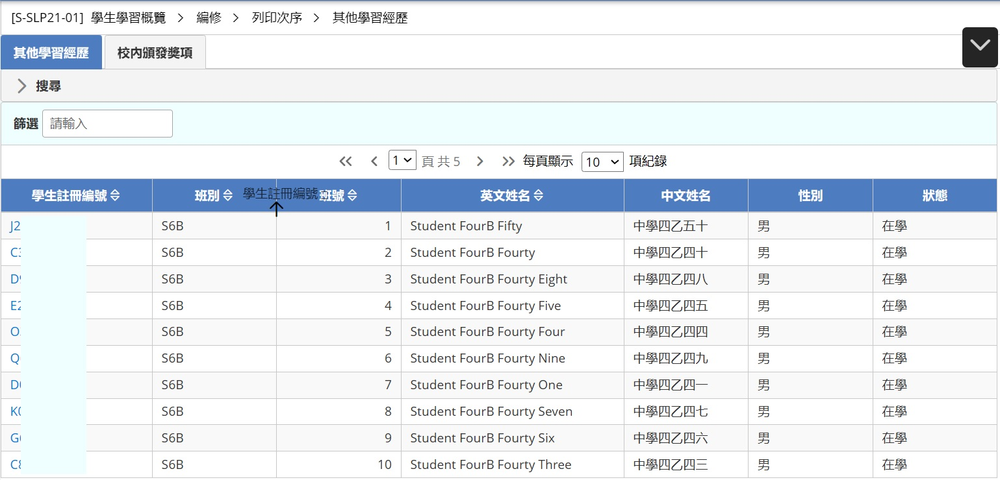 [S-SLP21-01] 學生學習概覽 > 編修 > 列印次序 > 其他學習經歷
其他學習經歷 校內頒發獎項
搜尋
篩選 請輸入
1 頁 共 5 每頁顯示 10 項紀錄
學生註冊編號 班別 學生註冊編號 班號 英文姓名 中文姓名 性別 狀態
J2 S6B 1 Student FourB Fifty 中學四乙五十 男 在學
S6B 2 Student FourB Fourty 中學四乙四十 男 在學
S6B 3 Student FourB Fourty Eight 中學四乙四八 男 在學
E2 S6B 4 Student FourB Fourty Five 中學四乙四五 男 在學
S6B 5 Student FourB Fourty Four 中學四乙四四 男 在學
Q S6B 6 Student FourB Fourty Nine 中學四乙四九 男 在學
S6B 7 Student FourB Fourty One 中學四乙四一 男 在學
S6B 8 Student FourB Fourty Seven 中學四乙四七 男 在學
S6B 9 Student FourB Fourty Six 中學四乙四六 男 在學
S6B 10 Student FourB Fourty Three 中學四乙四三 男 在學